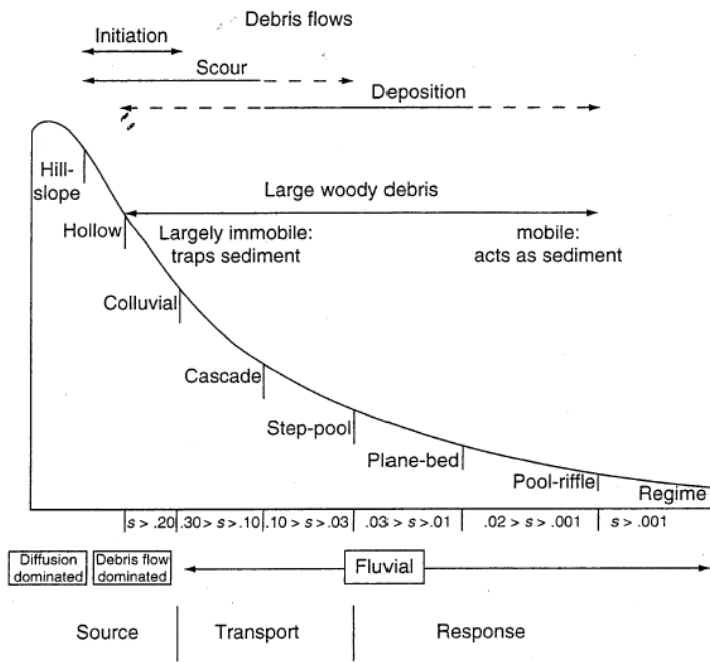 Debris flows
Initiation
Scour
Deposition
Hill-
slope
Large woody debris
Hollow
Largely immobile:
traps sediment
mobile:
acts as sediment
Colluvial
Cascade
Step-pool
Plane-bed
Pool-riffle
Regime
s > .20
.30 > s > .10
.10 > s > .03
.03 > s > .01
.02 > s > .001
s > .001
Diffusion
dominated
Debris flow
dominated
Fluvial
Source
Transport
Response